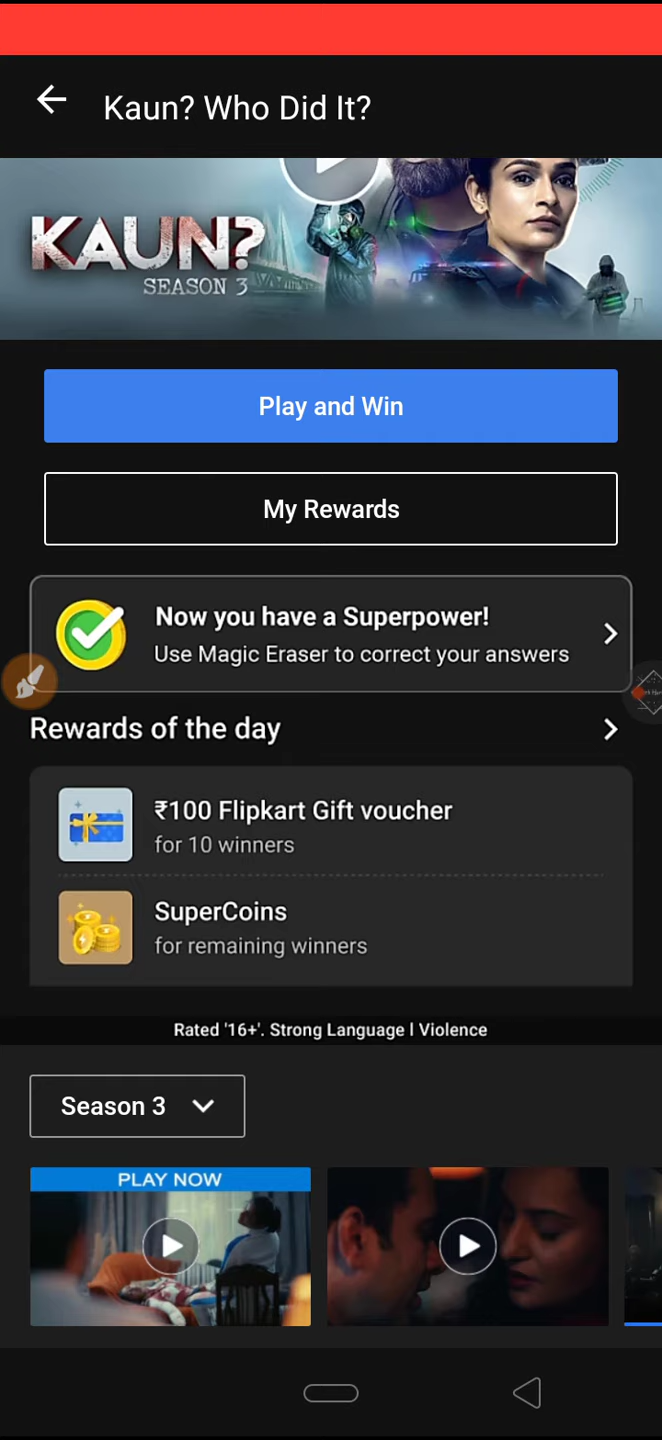 Kaun? Who Did It?
KAUN?
SEASON 3
Play and Win
My Rewards
Now you have a Superpower!
Use Magic Eraser to correct your answers
Rewards of the day
₹100 Flipkart Gift voucher
for 10 winners
SuperCoins
for remaining winners
Rated '16+'. Strong Language l Violence
Season 3
PLAY NOW